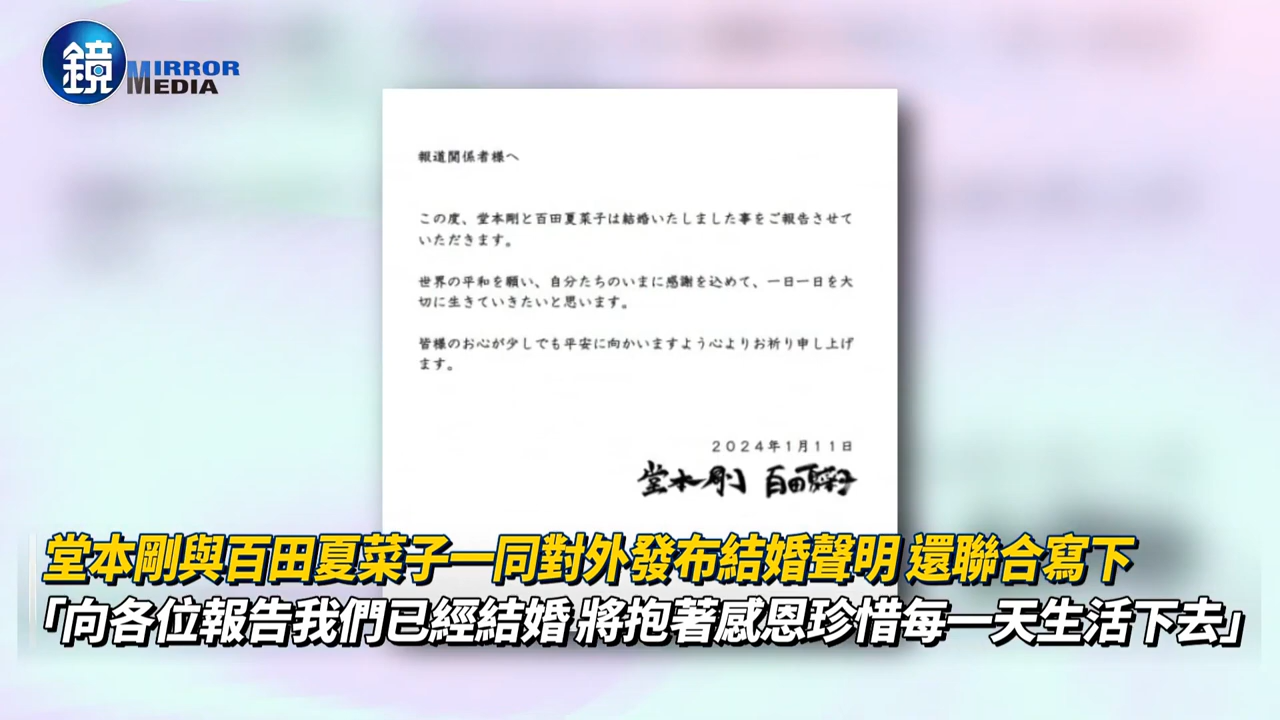 鏡 MIRROR MEDIA
報道関係者様へ
この度、堂本剛と百田夏菜子は結婚いたしました事をご報告させて
いただきます。
世界の平和を願い、自分たちのいまに感謝を込めて、一日一日を大
切に生きていきたいと思います。
皆様のお心が少しでも平安に向かいますよう心よりお祈り申し上げ
ます。
2024年1月11日
堂本剛 百田夏菜子
堂本剛與百田夏菜子一同對外發布結婚聲明 還聯合寫下
「向各位報告我們已經結婚 將抱著感恩珍惜每一天生活下去」